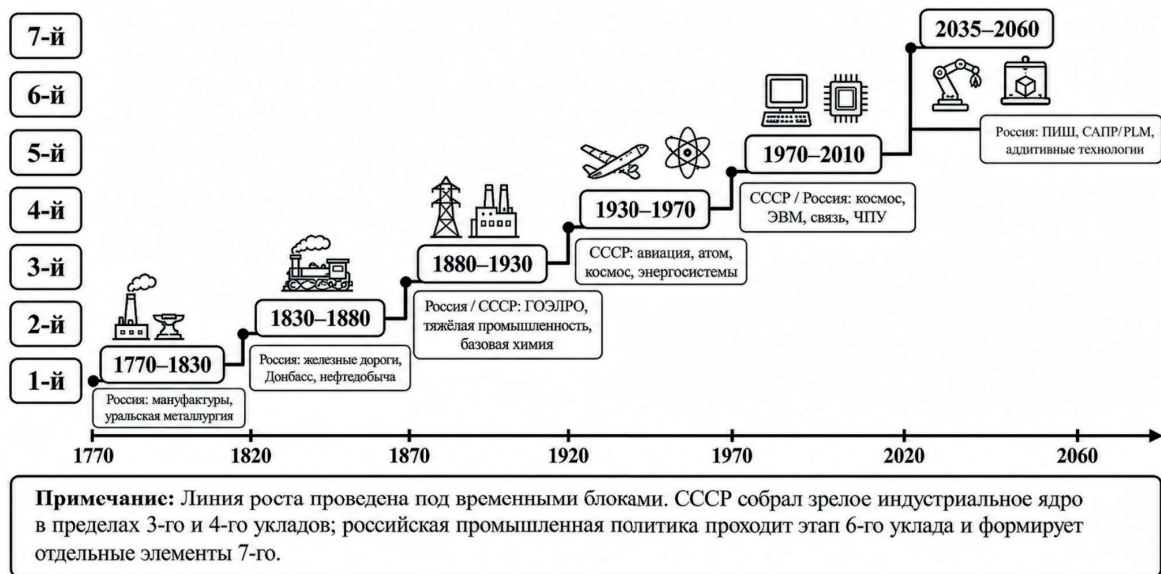 7-й
6-й
5-й
4-й
3-й
2-й
1-й
1770–1830
Россия: мануфактуры,
уральская металлургия
1830–1880
Россия: железные дороги,
Донбасс, нефтедобыча
1880–1930
Россия / СССР: ГОЭЛРО,
тяжёлая промышленность,
базовая химия
1930–1970
СССР: авиация, атом,
космос, энергосистемы
1970–2010
СССР / Россия: космос,
ЭВМ, связь, ЧПУ
2035–2060
Россия: ПИШ, САПР/PLM,
аддитивные технологии
1770 1820 1870 1920 1970 2020 2060
Примечание: Линия роста проведена под временными блоками. СССР собрал зрелое индустриальное ядро
в пределах 3-го и 4-го укладов; российская промышленная политика проходит этап 6-го уклада и формирует
отдельные элементы 7-го.